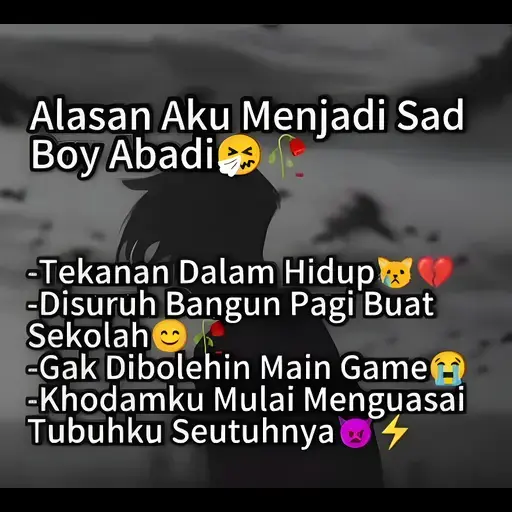 Alasan Aku Menjadi Sad
Boy Abadi🤧🥀
-Tekanan Dalam Hidup😿💔
-Disuruh Bangun Pagi Buat
Sekolah😊🥀
-Gak Dibolehin Main Game😭
-Khodamku Mulai Menguasai
Tubuhku Seutuhnya👿⚡